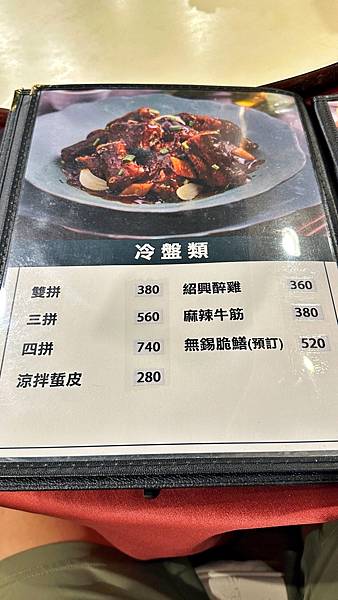 冷盤類
雙拼 380
三拼 560
四拼 740
涼拌蜇皮 280
紹興醉雞 360
麻辣牛筋 380
無錫脆鱔(預訂) 520